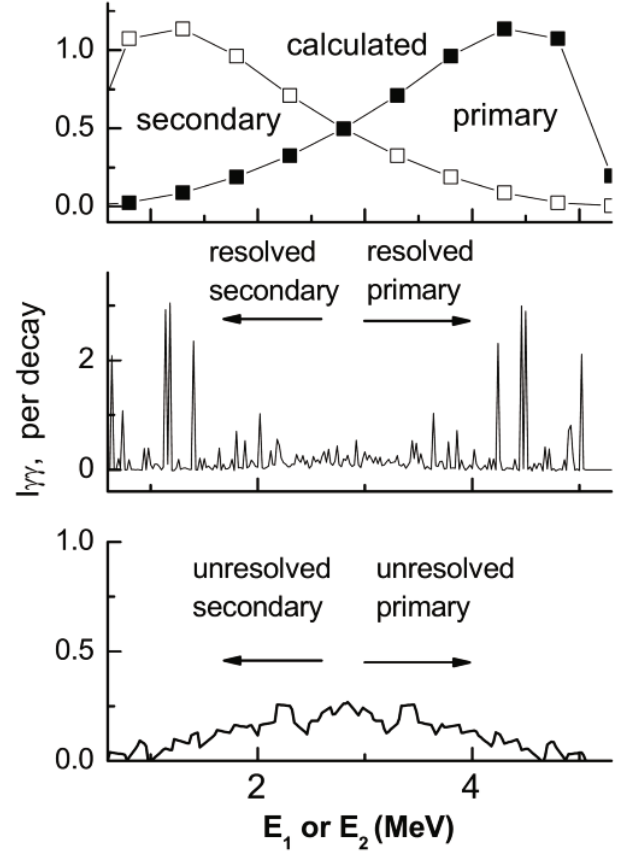 1.0
calculated
secondary
primary
0.5
0.0
resolved
secondary
resolved
primary
2
0
Iγγ, per decay
1.0
unresolved
secondary
unresolved
primary
0.5
0.0
2
4
E₁ or E₂ (MeV)